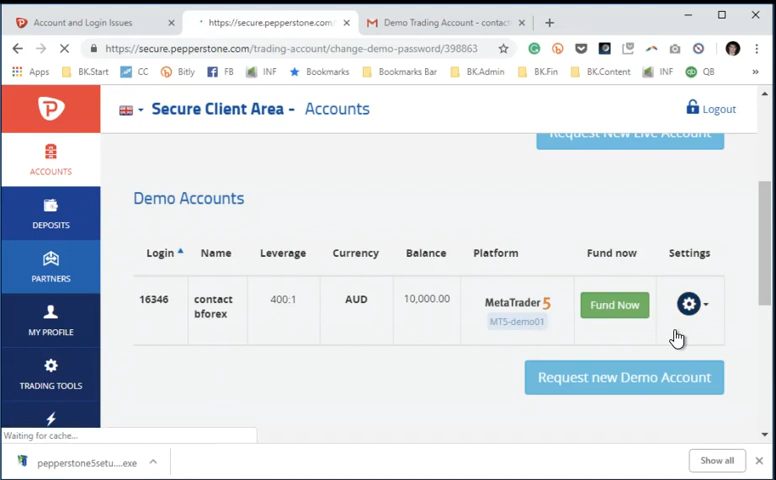 Account and Login Issues
https://secure.pepperstone.com/
Demo Trading Account - contact
https://secure.pepperstone.com/trading-account/change-demo-password/398863
Apps BK.Start CC Bitly FB INF Bookmarks Bookmarks Bar BK.Admin BK.Fin BK.Content INF QB »
Secure Client Area - Accounts
Logout
Request New Live Account
ACCOUNTS
DEPOSITS
PARTNERS
MY PROFILE
TRADING TOOLS
Demo Accounts
Login Name Leverage Currency Balance Platform Fund now Settings
16346 contact 400:1 AUD 10,000.00 MetaTrader 5 Fund Now
bforex MT5-demo01
Request new Demo Account
Waiting for cache...
pepperstone5setu....exe
Show all